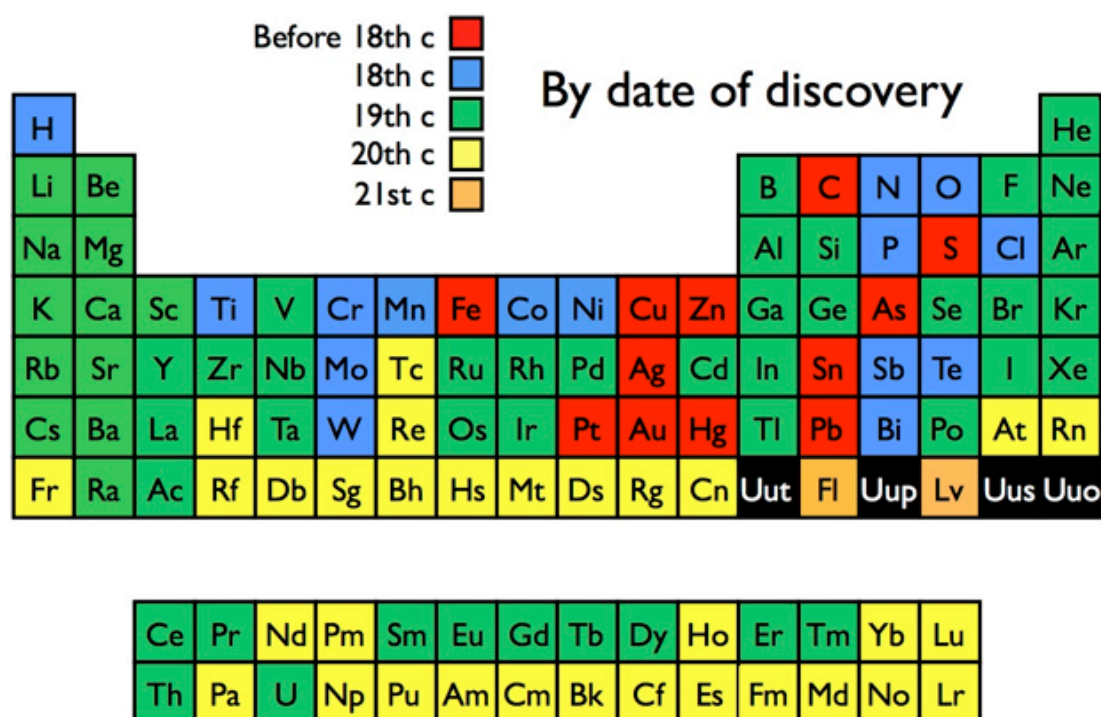 Before 18th c
18th c
19th c
20th c
21st c
By date of discovery
H He
Li Be B C N O F Ne
Na Mg Al Si P S Cl Ar
K Ca Sc Ti V Cr Mn Fe Co Ni Cu Zn Ga Ge As Se Br Kr
Rb Sr Y Zr Nb Mo Tc Ru Rh Pd Ag Cd In Sn Sb Te I Xe
Cs Ba La Hf Ta W Re Os Ir Pt Au Hg Tl Pb Bi Po At Rn
Fr Ra Ac Rf Db Sg Bh Hs Mt Ds Rg Cn Uut Fl Uup Lv Uus Uuo
Ce Pr Nd Pm Sm Eu Gd Tb Dy Ho Er Tm Yb Lu
Th Pa U Np Pu Am Cm Bk Cf Es Fm Md No Lr